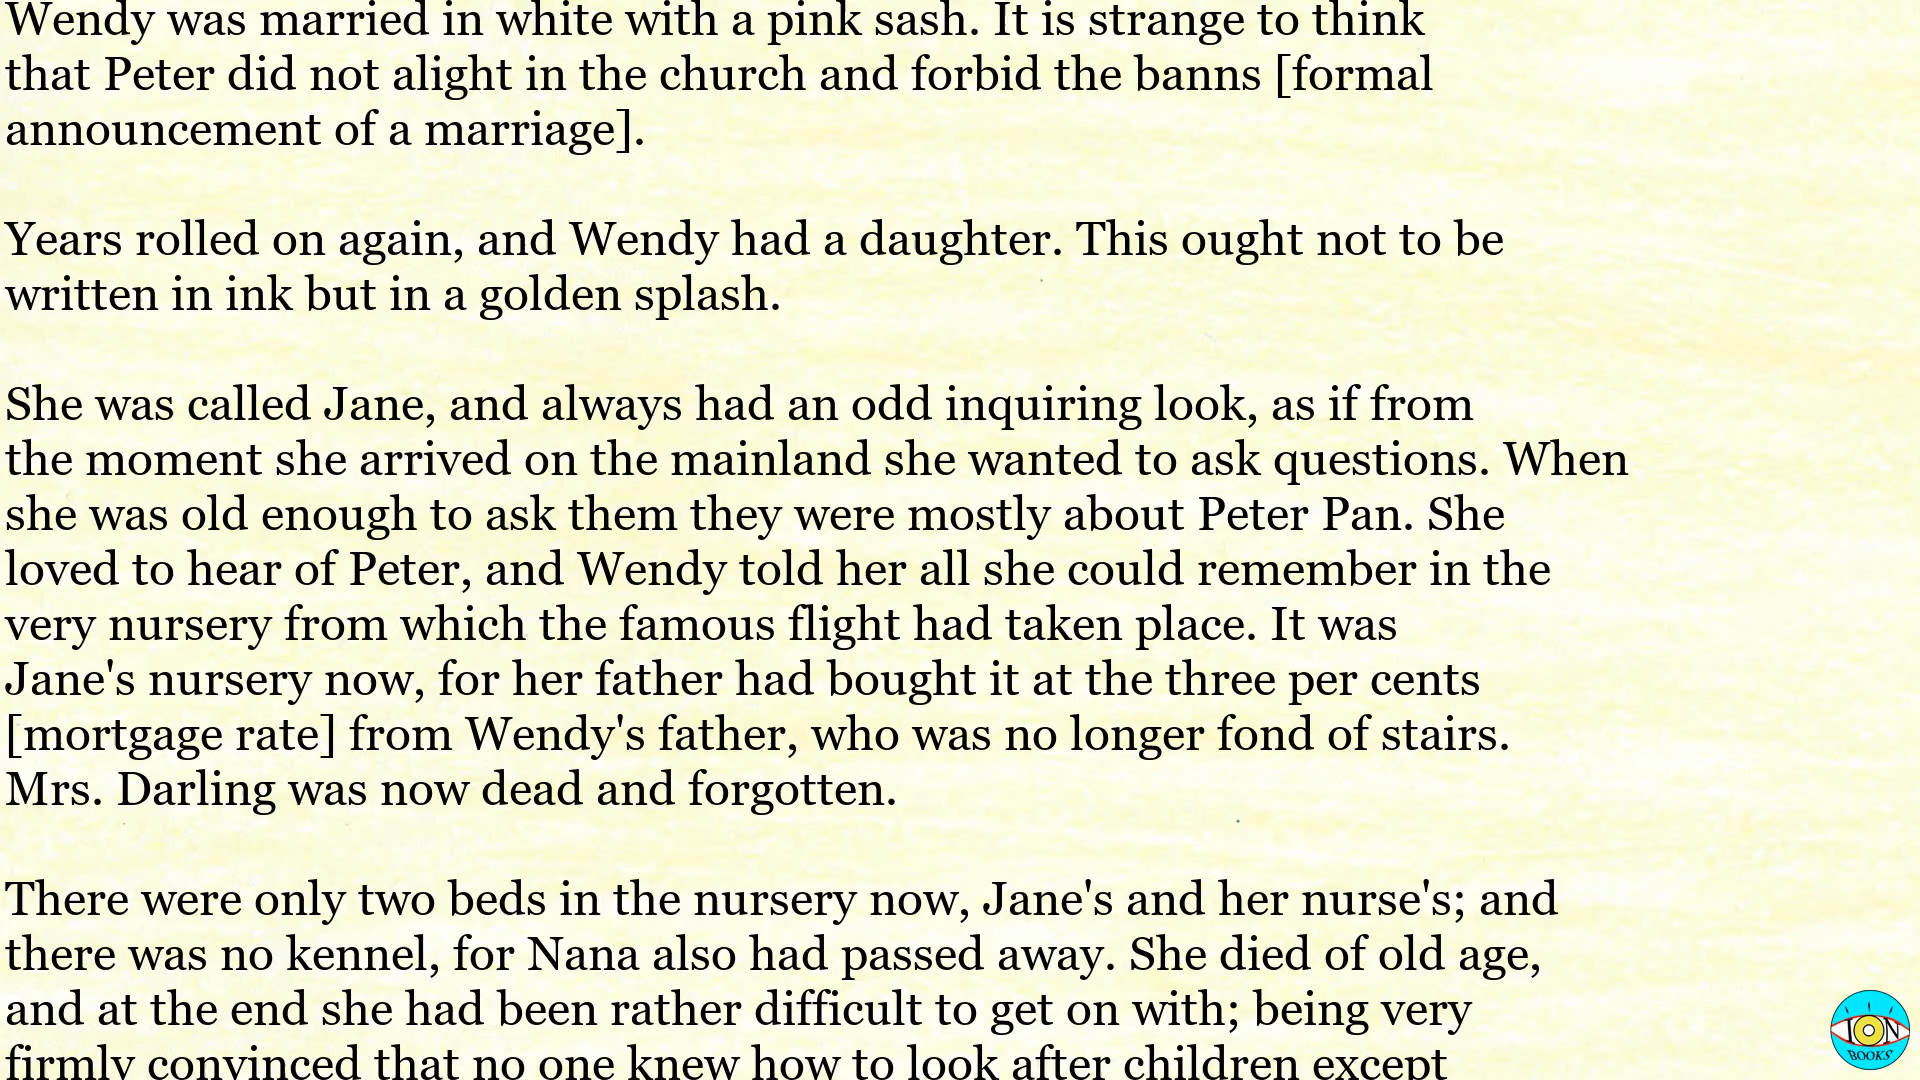 Wendy was married in white with a pink sash. It is strange to think
that Peter did not alight in the church and forbid the banns [formal
announcement of a marriage].
Years rolled on again, and Wendy had a daughter. This ought not to be
written in ink but in a golden splash.
She was called Jane, and always had an odd inquiring look, as if from
the moment she arrived on the mainland she wanted to ask questions. When
she was old enough to ask them they were mostly about Peter Pan. She
loved to hear of Peter, and Wendy told her all she could remember in the
very nursery from which the famous flight had taken place. It was
Jane's nursery now, for her father had bought it at the three per cents
[mortgage rate] from Wendy's father, who was no longer fond of stairs.
Mrs. Darling was now dead and forgotten.
There were only two beds in the nursery now, Jane's and her nurse's; and
there was no kennel, for Nana also had passed away. She died of old age,
and at the end she had been rather difficult to get on with; being very
firmly convinced that no one knew how to look after children except
ION
BOOKS